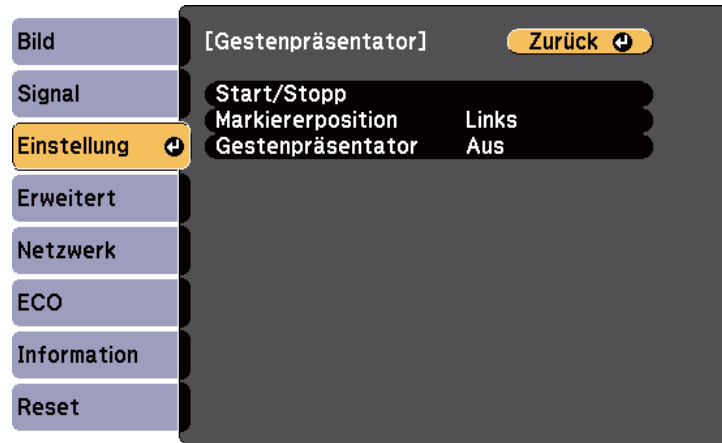 Bild
Signal
Einstellung
Erweitert
Netzwerk
ECO
Information
Reset
[Gestenpräsentator] Zurück
Start/Stopp
Markiererposition Links
Gestenpräsentator Aus